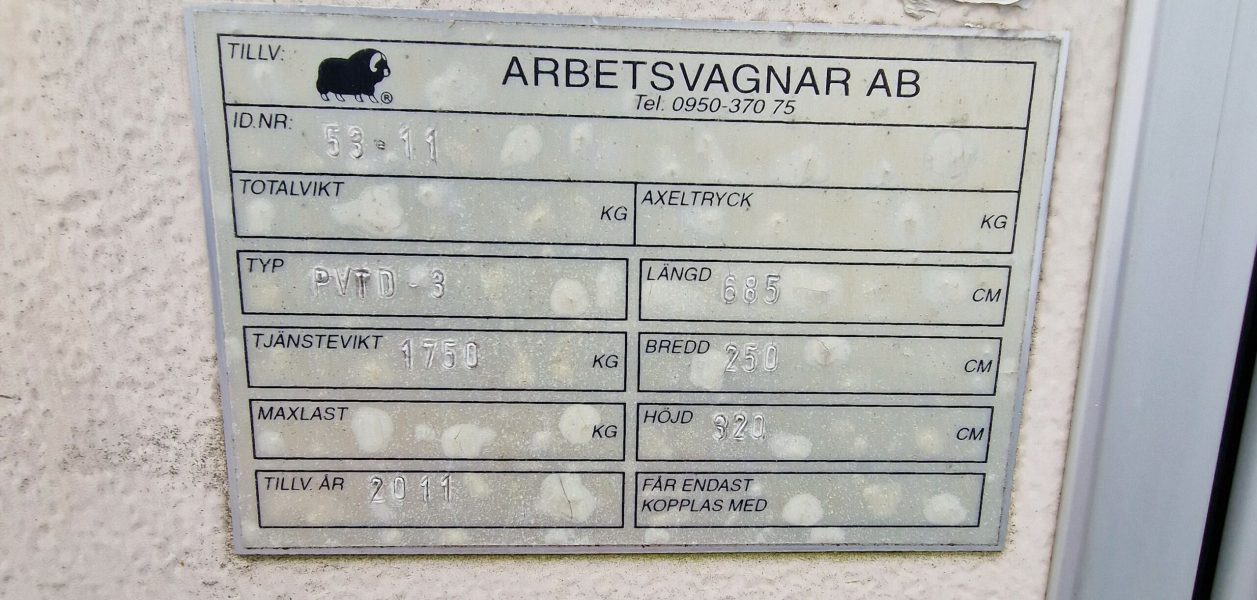 TILLV:
®
ARBETSVAGNAR AB
Tel. 0950-370 75
ID.NR: 53-11
TOTALVIKT KG
AXELTRYCK KG
TYP PVTD-3
LÄNGD 685 CM
TJÄNSTEVIKT 1750 KG
BREDD 250 CM
MAXLAST KG
HÖJD 320 CM
TILLV. ÅR 2011
FÅR ENDAST
KOPPLAS MED